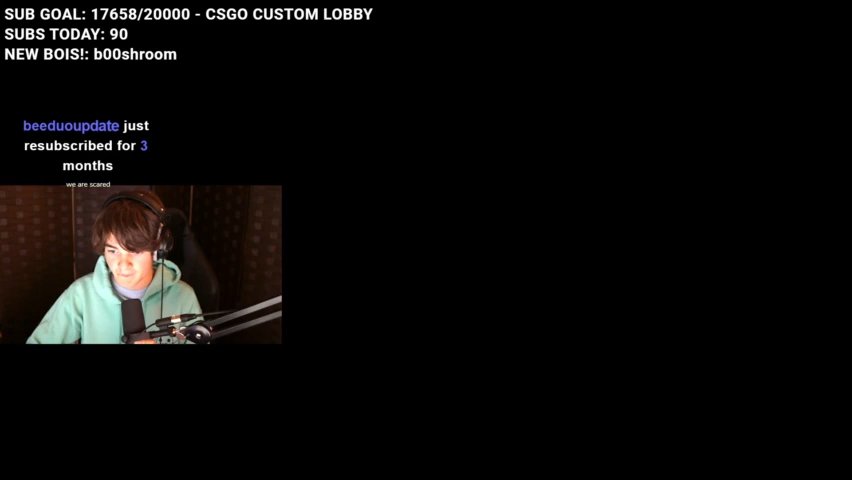 SUB GOAL: 17658/20000 - CSGO CUSTOM LOBBY
SUBS TODAY: 90
NEW BOIS!: b00shroom
beeduoupdate just
resubscribed for 3
months
we are scared